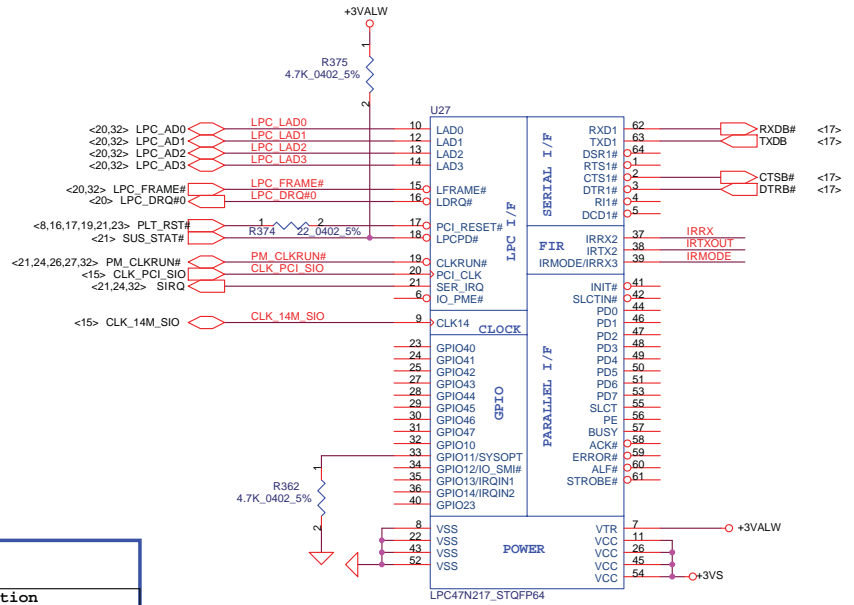 +3VALW
1
R375
4.7K_0402_5%
2
U27
<20,32> LPC_AD0 LPC_LAD0 10 LAD0
<20,32> LPC_AD1 LPC_LAD1 12 LAD1
<20,32> LPC_AD2 LPC_LAD2 13 LAD2
<20,32> LPC_AD3 LPC_LAD3 14 LAD3
<20,32> LPC_FRAME# LPC_FRAME# 15 LFRAME#
<20> LPC_DRQ#0 LPC_DRQ#0 16 LDRQ#
<8,16,17,19,21,23> PLT_RST# 1 2 17 PCI_RESET#
R374 22_0402_5%
<21> SUS_STAT# 18 LPCPD#
<21,24,26,27,32> PM_CLKRUN# PM_CLKRUN# 19 CLKRUN#
<15> CLK_PCI_SIO CLK_PCI_SIO 20 PCI_CLK
<21,24,32> SIRQ 21 SER_IRQ
6 IO_PME#
<15> CLK_14M_SIO CLK_14M_SIO 9 CLK14
LPC I/F
CLOCK
23 GPIO40
24 GPIO41
25 GPIO42
27 GPIO43
28 GPIO44
29 GPIO45
30 GPIO46
31 GPIO47
32 GPIO10
33 GPIO11/SYSOPT
34 GPIO12/IO_SMI#
35 GPIO13/IRQIN1
36 GPIO14/IRQIN2
40 GPIO23
GPIO
1
R362
4.7K_0402_5%
2
8 VSS
22 VSS
43 VSS
52 VSS
POWER
SERIAL I/F
RXD1 62 RXDB# <17>
TXD1 63 TXDB <17>
DSR1# 64
RTS1# 1
CTS1# 2 CTSB# <17>
DTR1# 3 DTRB# <17>
RI1# 4
DCD1# 5
FIR
IRRX2 37 IRRX
IRTX2 38 IRTXOUT
IRMODE/IRRX3 39 IRMODE
PARALLEL I/F
INIT# 41
SLCTIN# 42
PD0 44
PD1 46
PD2 47
PD3 48
PD4 49
PD5 50
PD6 51
PD7 53
SLCT 55
PE 56
BUSY 57
ACK# 58
ERROR# 59
ALF# 60
STROBE# 61
VTR 7 +3VALW
VCC 11
VCC 26
VCC 45
VCC 54 +3VS
LPC47N217_STQFP64
tion